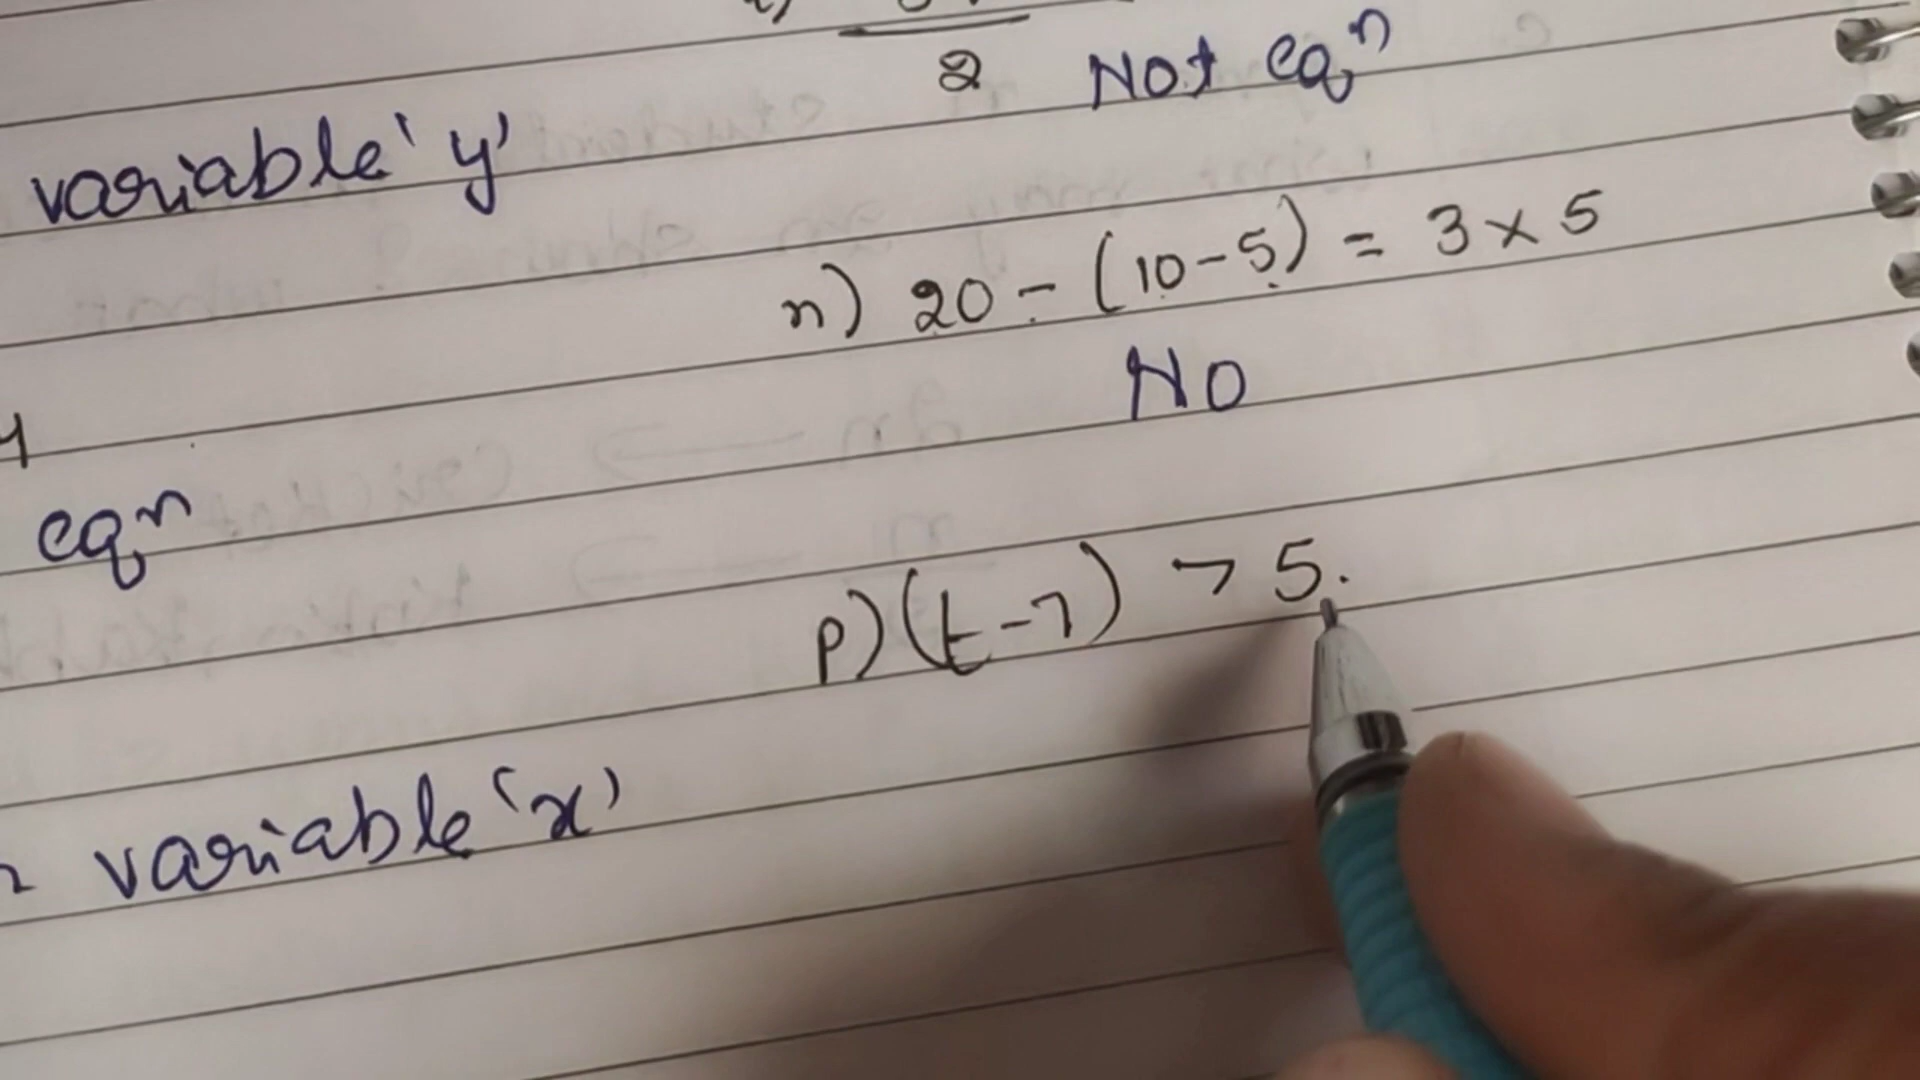 2 Not eqⁿ
variable 'y'
n) 20 - (10-5) = 3 × 5
No
eqⁿ
p) (t-7) > 5.
variable 'x'